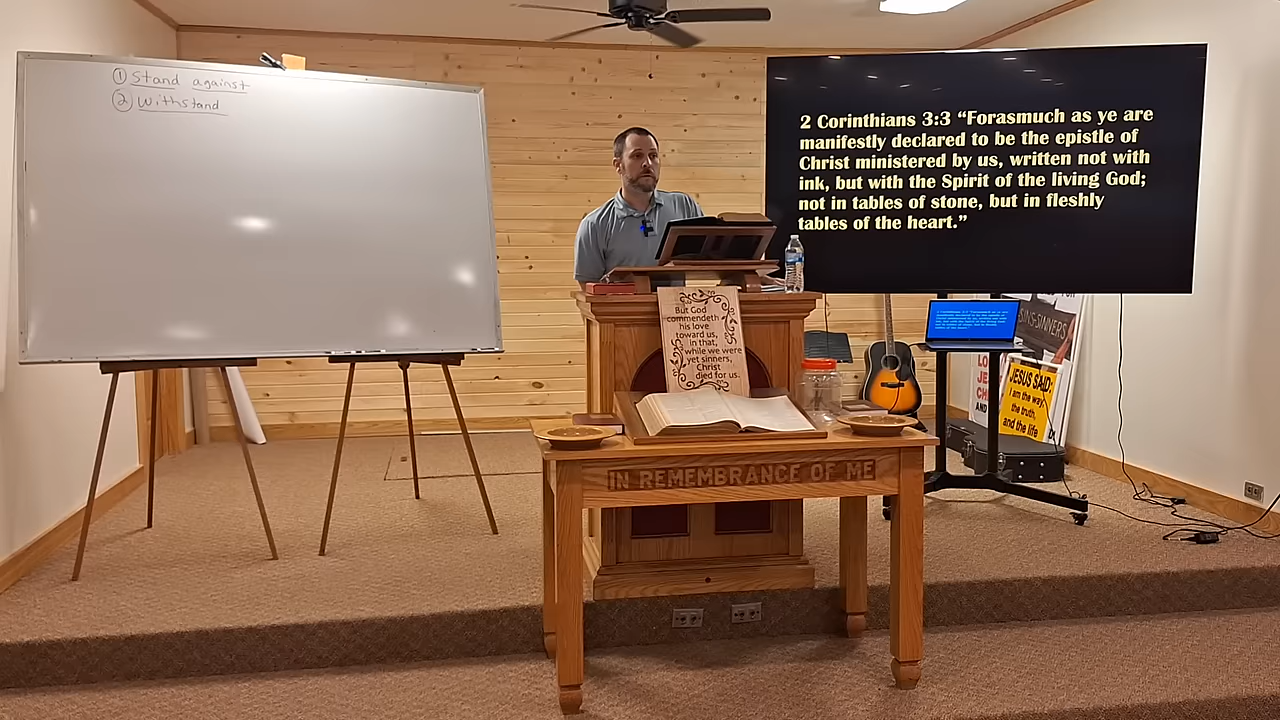 ① Stand against
② Withstand
2 Corinthians 3:3 “Forasmuch as ye are
manifestly declared to be the epistle of
Christ ministered by us, written not with
ink, but with the Spirit of the living God;
not in tables of stone, but in fleshly
tables of the heart.”
But God
commendeth
his love
toward us,
in that,
while we were
yet sinners,
Christ
died for us.
IN REMEMBRANCE OF ME
JESUS SAID:
I am the way
the truth,
and the life